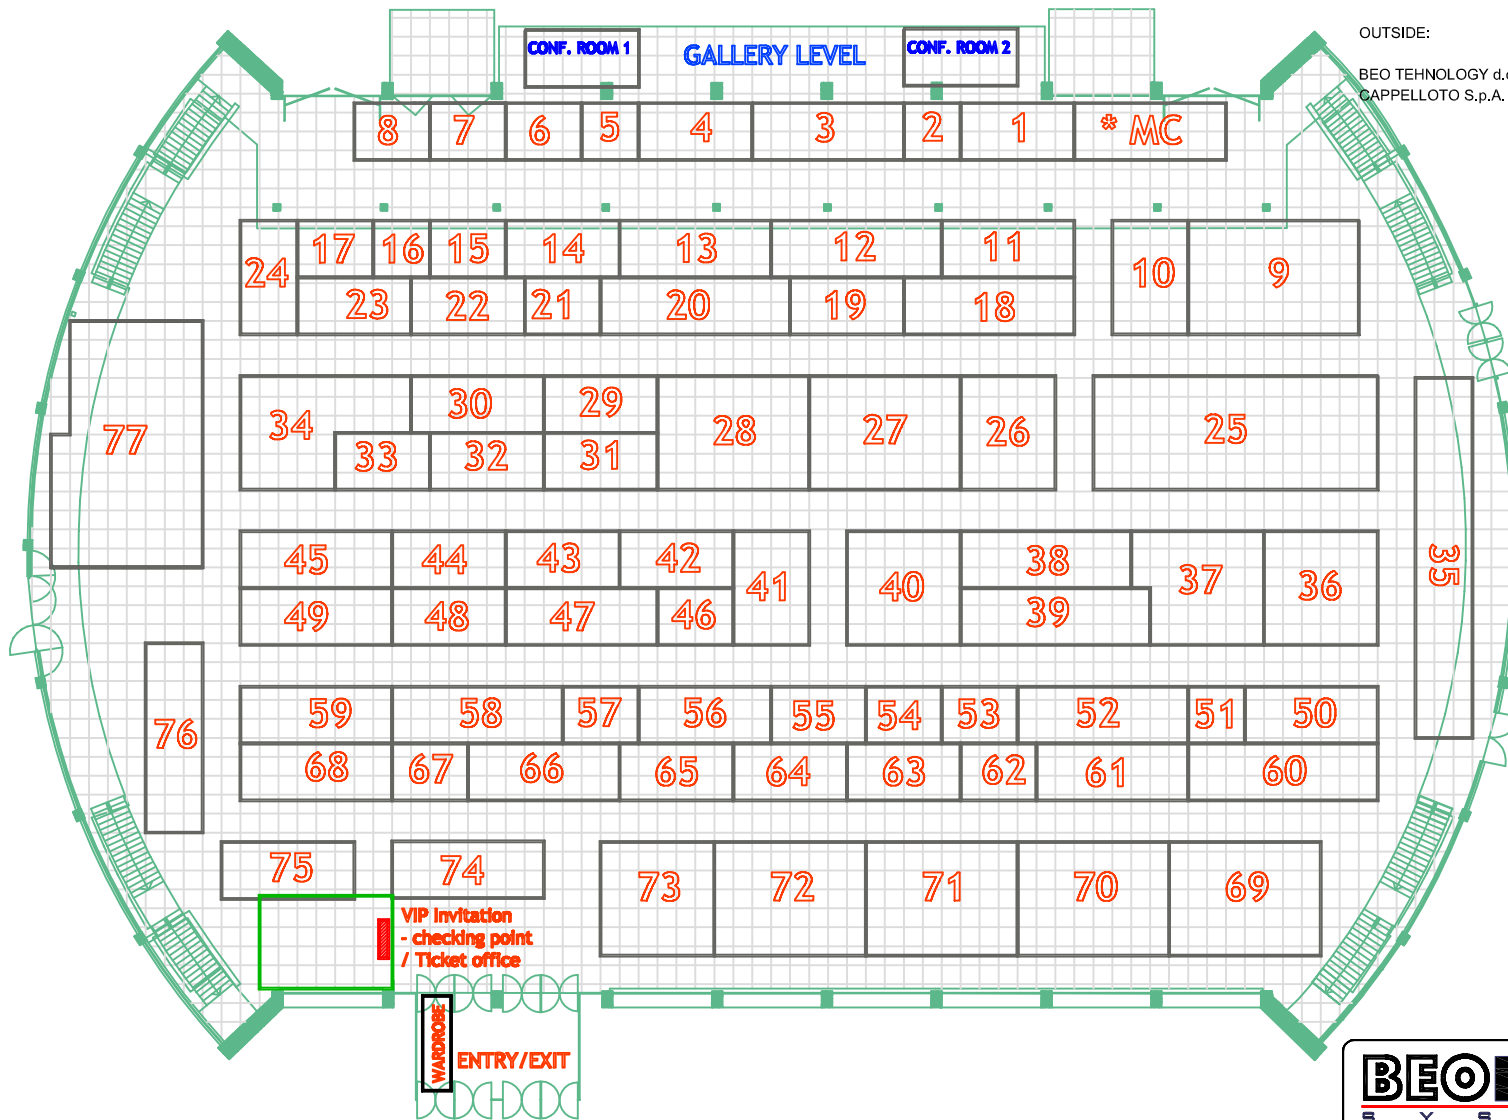 OUTSIDE:
CONF. ROOM 1
GALLERY LEVEL
CONF. ROOM 2
BEO TEHNOLOGY d.o
CAPPELLOTO S.p.A.
8 7 6 5 4 3 2 1 * MC
17 16 15 14 13 12 11
24 10 9
23 22 21 20 19 18
30 29
34 28 27 26 25
33 32 31
77
45 44 43 42 38
41 40 37 36 35
49 48 47 46 39
59 58 57 56 55 54 53 52 51 50
76
68 67 66 65 64 63 62 61 60
75 74
73 72 71 70 69
VIP Invitation
- checking point
/ Ticket office
WARDROBE
ENTRY/EXIT
BEO
S Y S